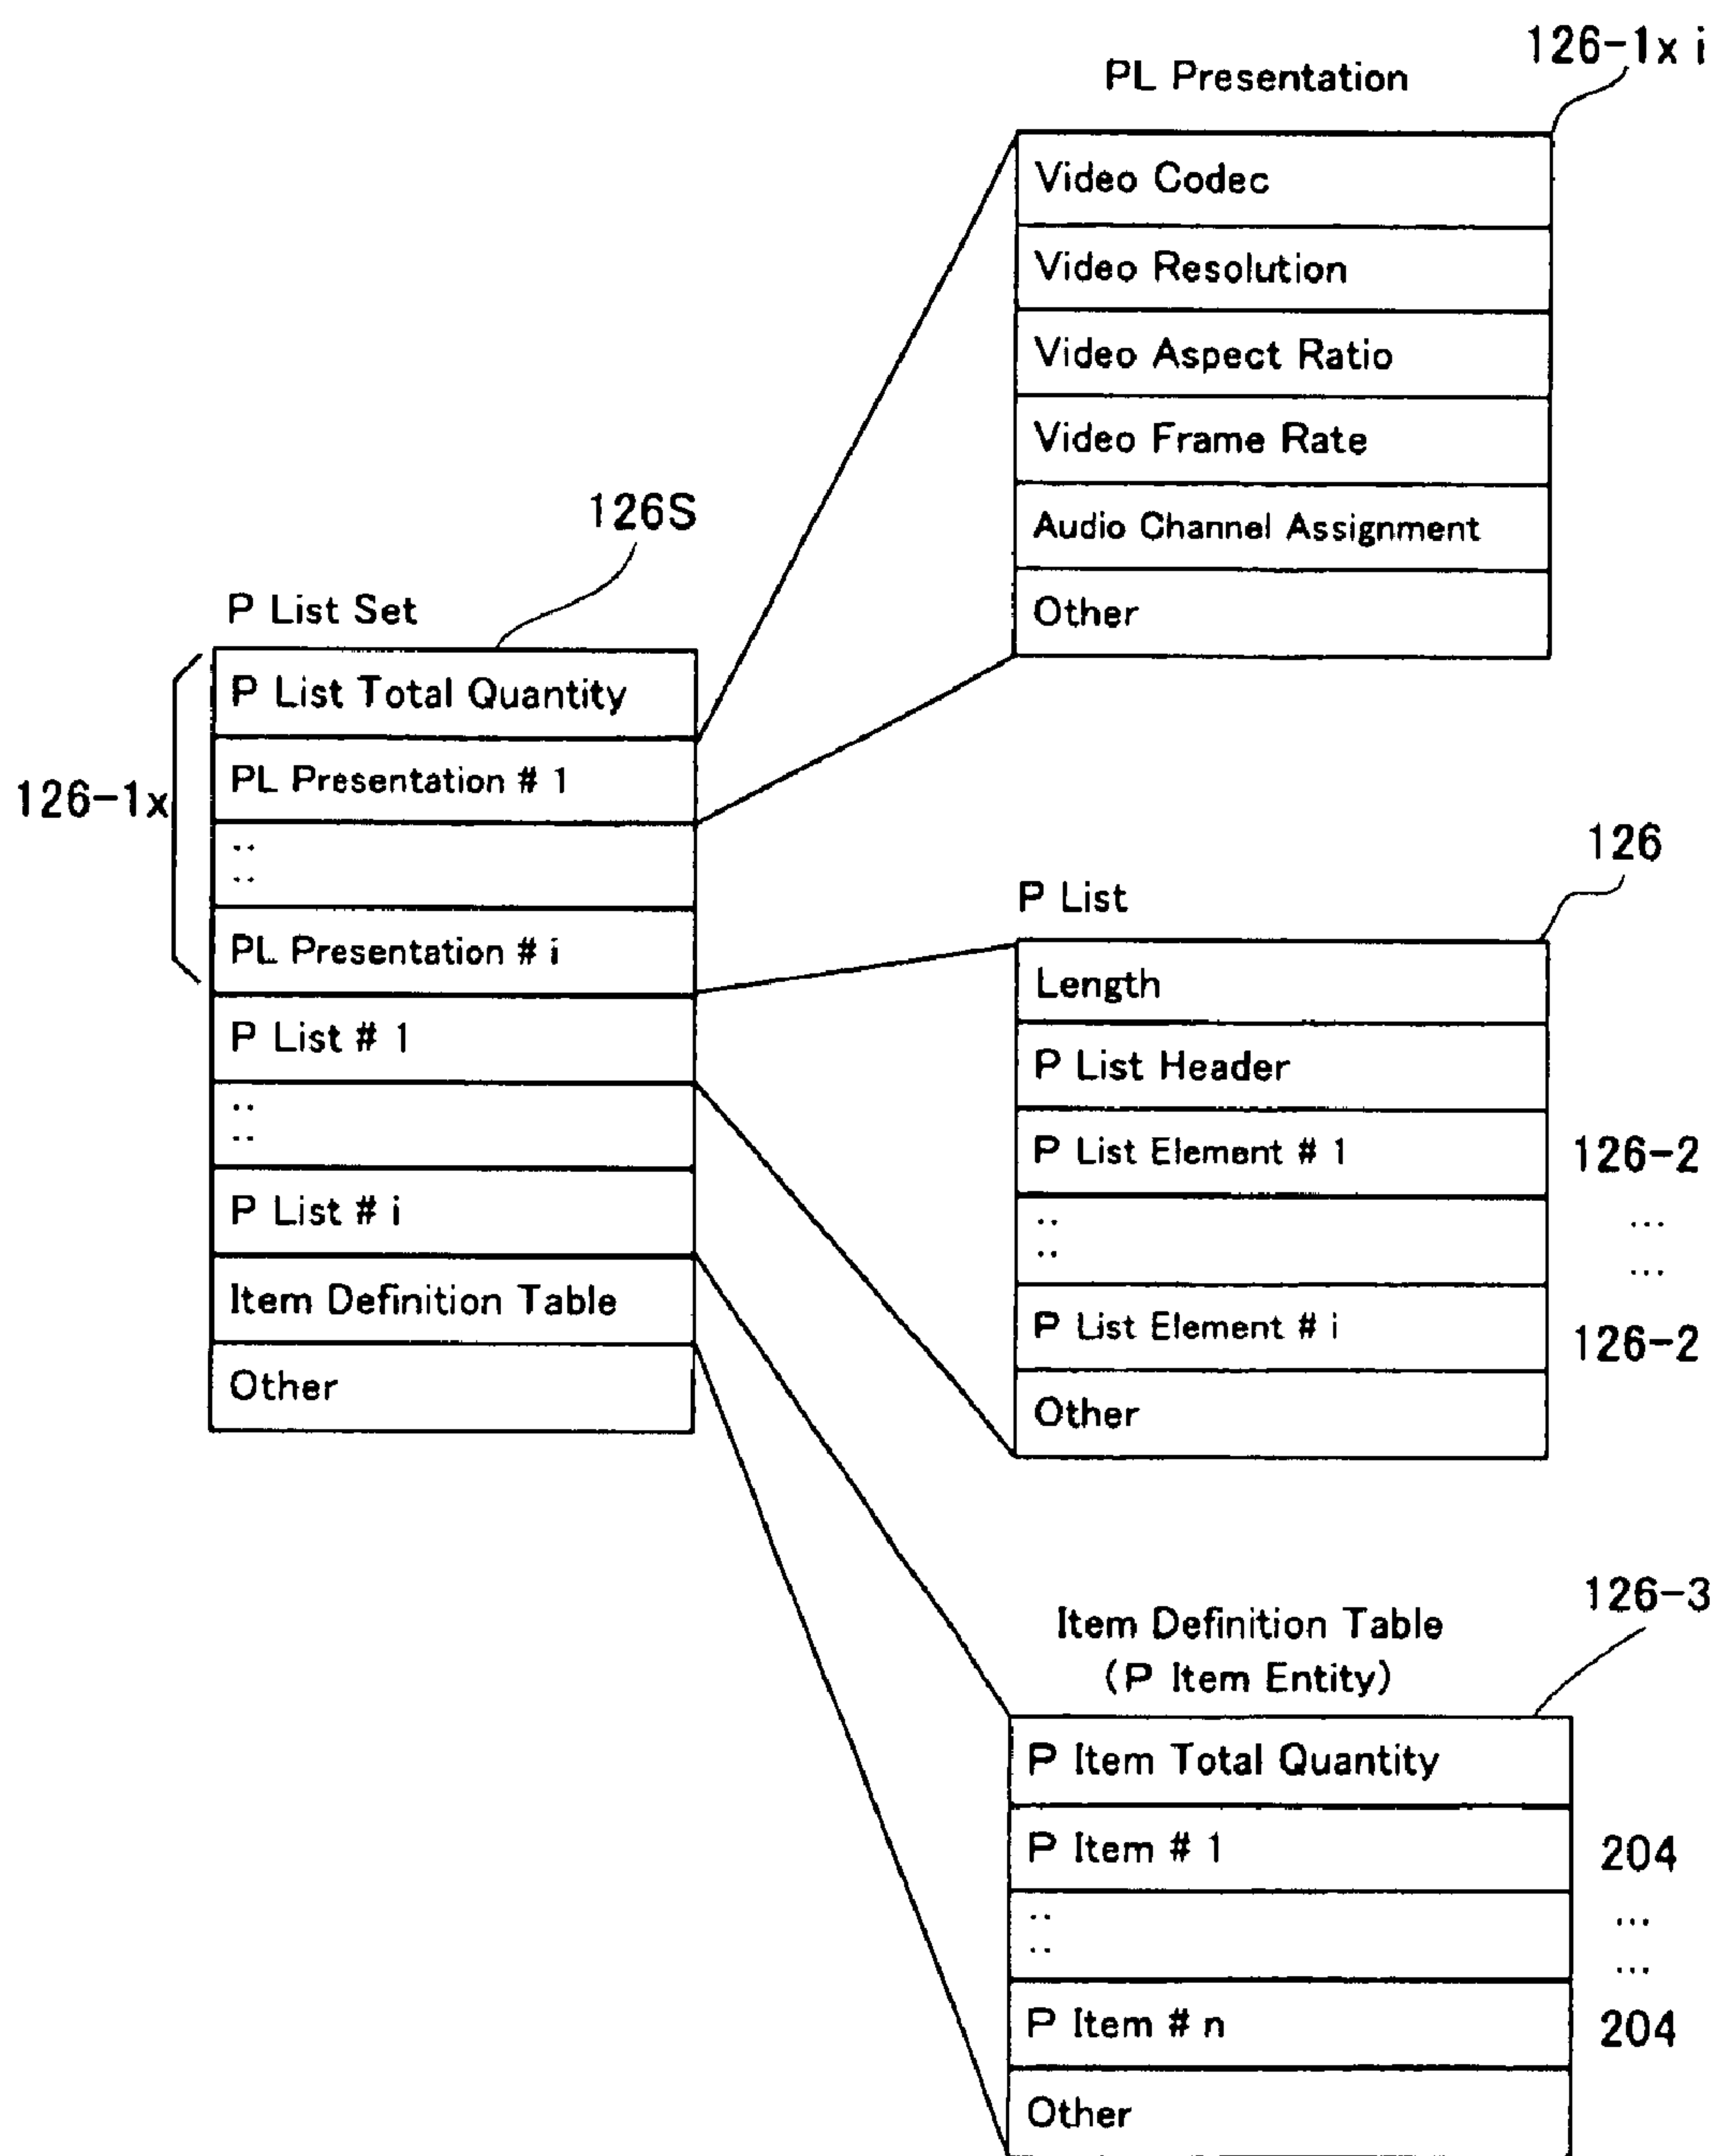 126-1x i
PL Presentation
Video Codec
Video Resolution
Video Aspect Ratio
Video Frame Rate
Audio Channel Assignment
Other
126S
P List Set
P List Total Quantity
PL Presentation # 1
: :
PL Presentation # i
126-1x
P List # 1
: :
P List # i
Item Definition Table
Other
126
P List
Length
P List Header
P List Element # 1 126-2
: : ...
...
P List Element # i 126-2
Other
126-3
Item Definition Table
(P Item Entity)
P Item Total Quantity
P Item # 1 204
: : ...
...
P Item # n 204
Other